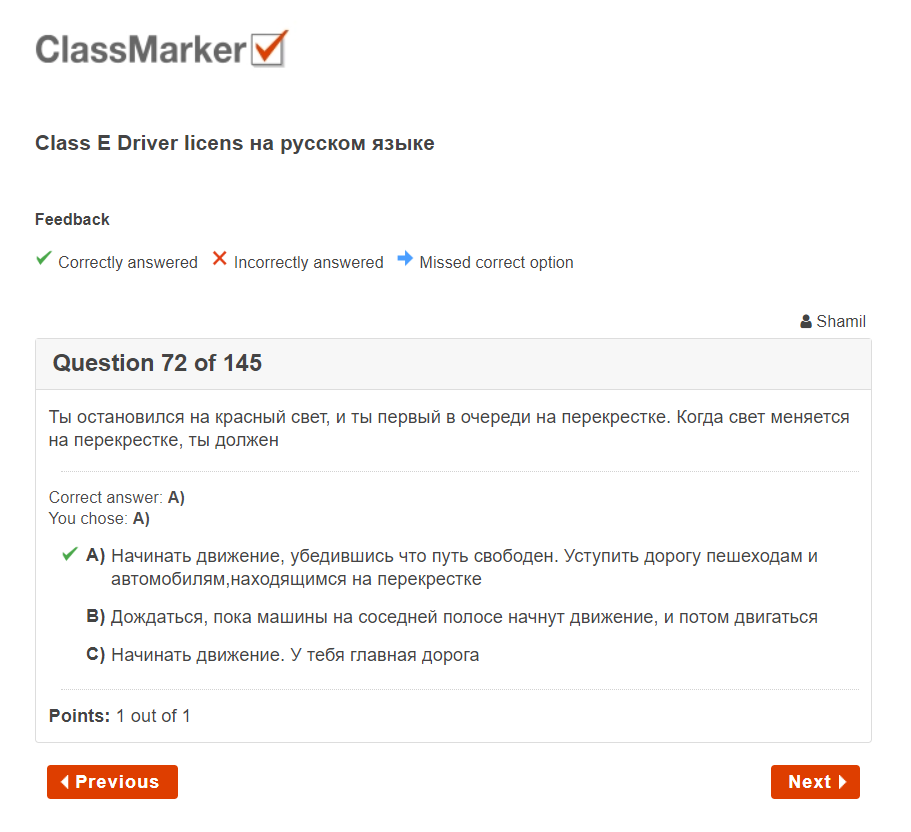 ClassMarker
Class E Driver licens на русском языке
Feedback
Correctly answered Incorrectly answered Missed correct option
Shamil
Question 72 of 145
Ты остановился на красный свет, и ты первый в очереди на перекрестке. Когда свет меняется
на перекрестке, ты должен
Correct answer: A)
You chose: A)
A) Начинать движение, убедившись что путь свободен. Уступить дорогу пешеходам и
автомобилям,находящимся на перекрестке
B) Дождаться, пока машины на соседней полосе начнут движение, и потом двигаться
C) Начинать движение. У тебя главная дорога
Points: 1 out of 1
Previous Next